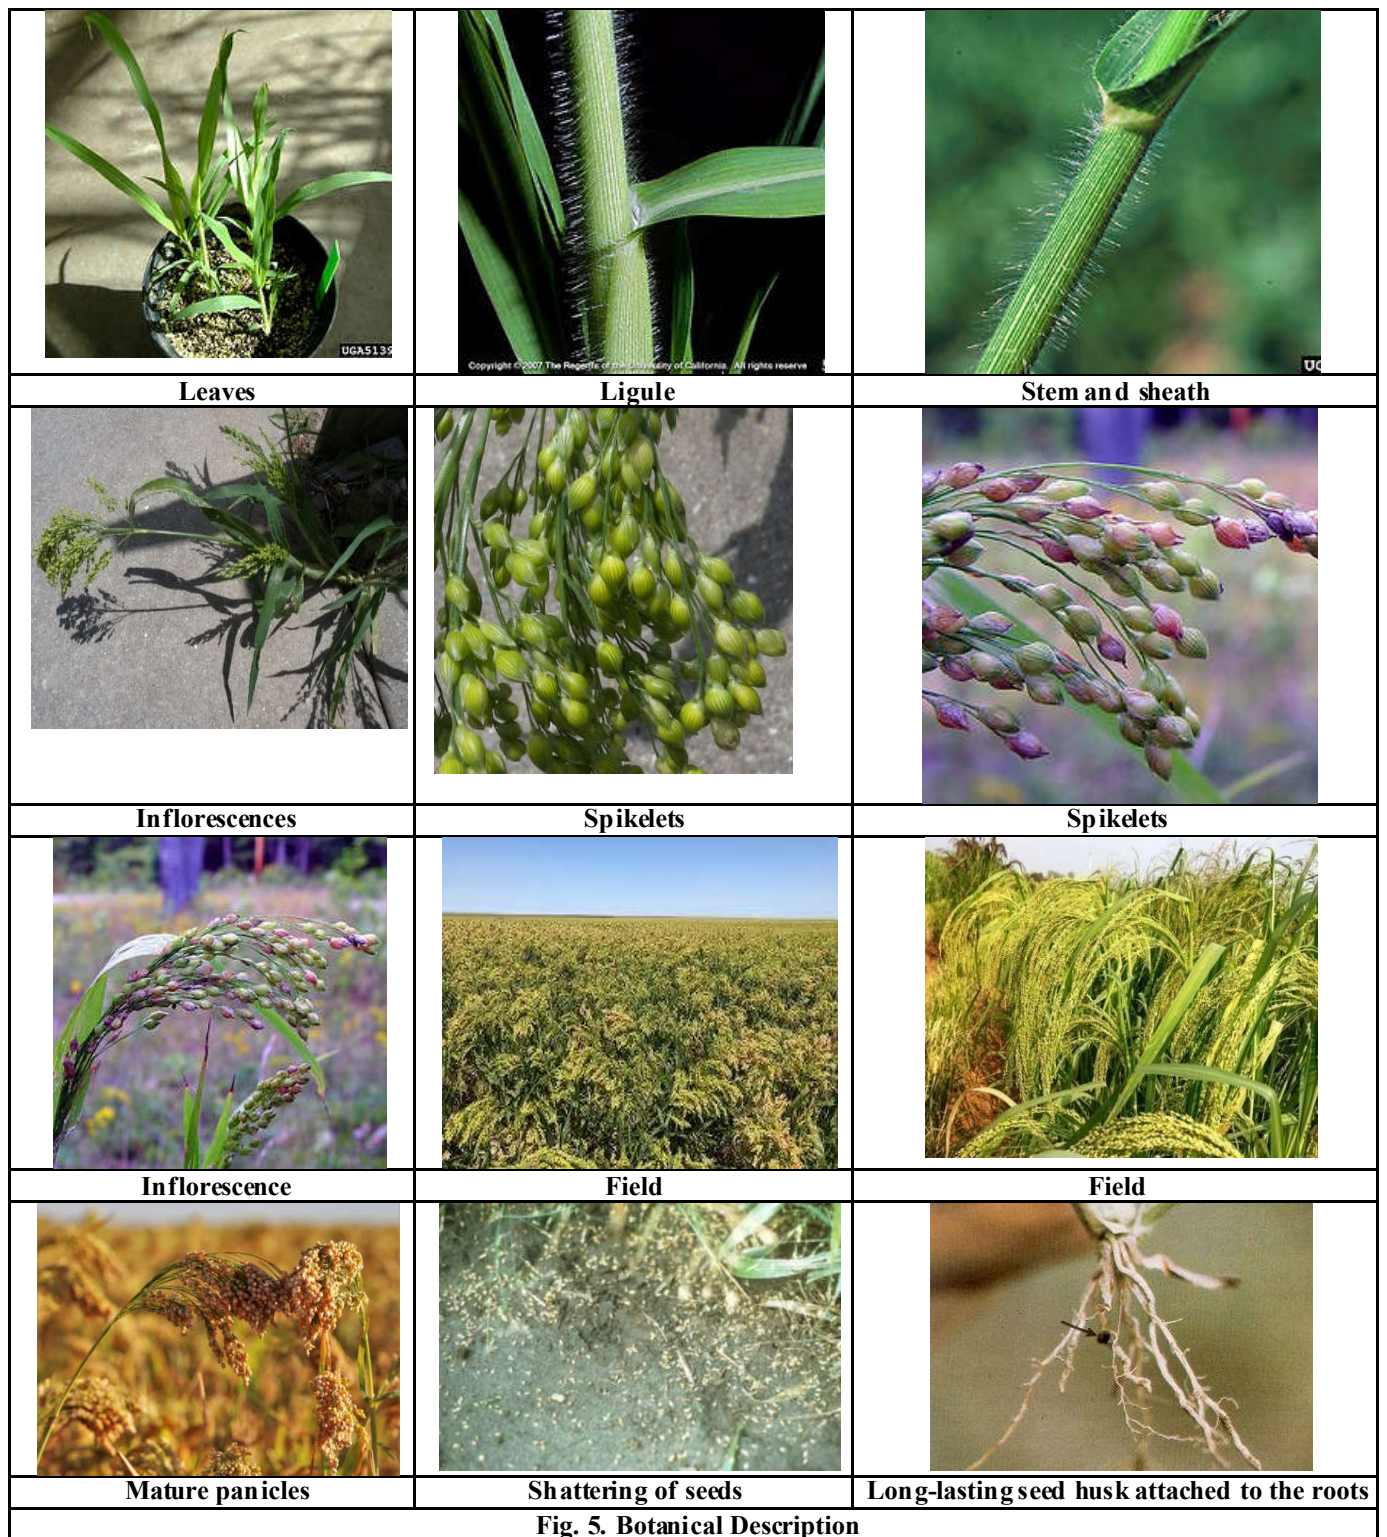 UGA5139
Copyright © 2007 The Regents of the University of California. All rights reserve
UG
Leaves
Ligule
Stem and sheath
Inflorescences
Spikelets
Spikelets
Inflorescence
Field
Field
Mature panicles
Shattering of seeds
Long-lasting seed husk attached to the roots
Fig. 5. Botanical Description